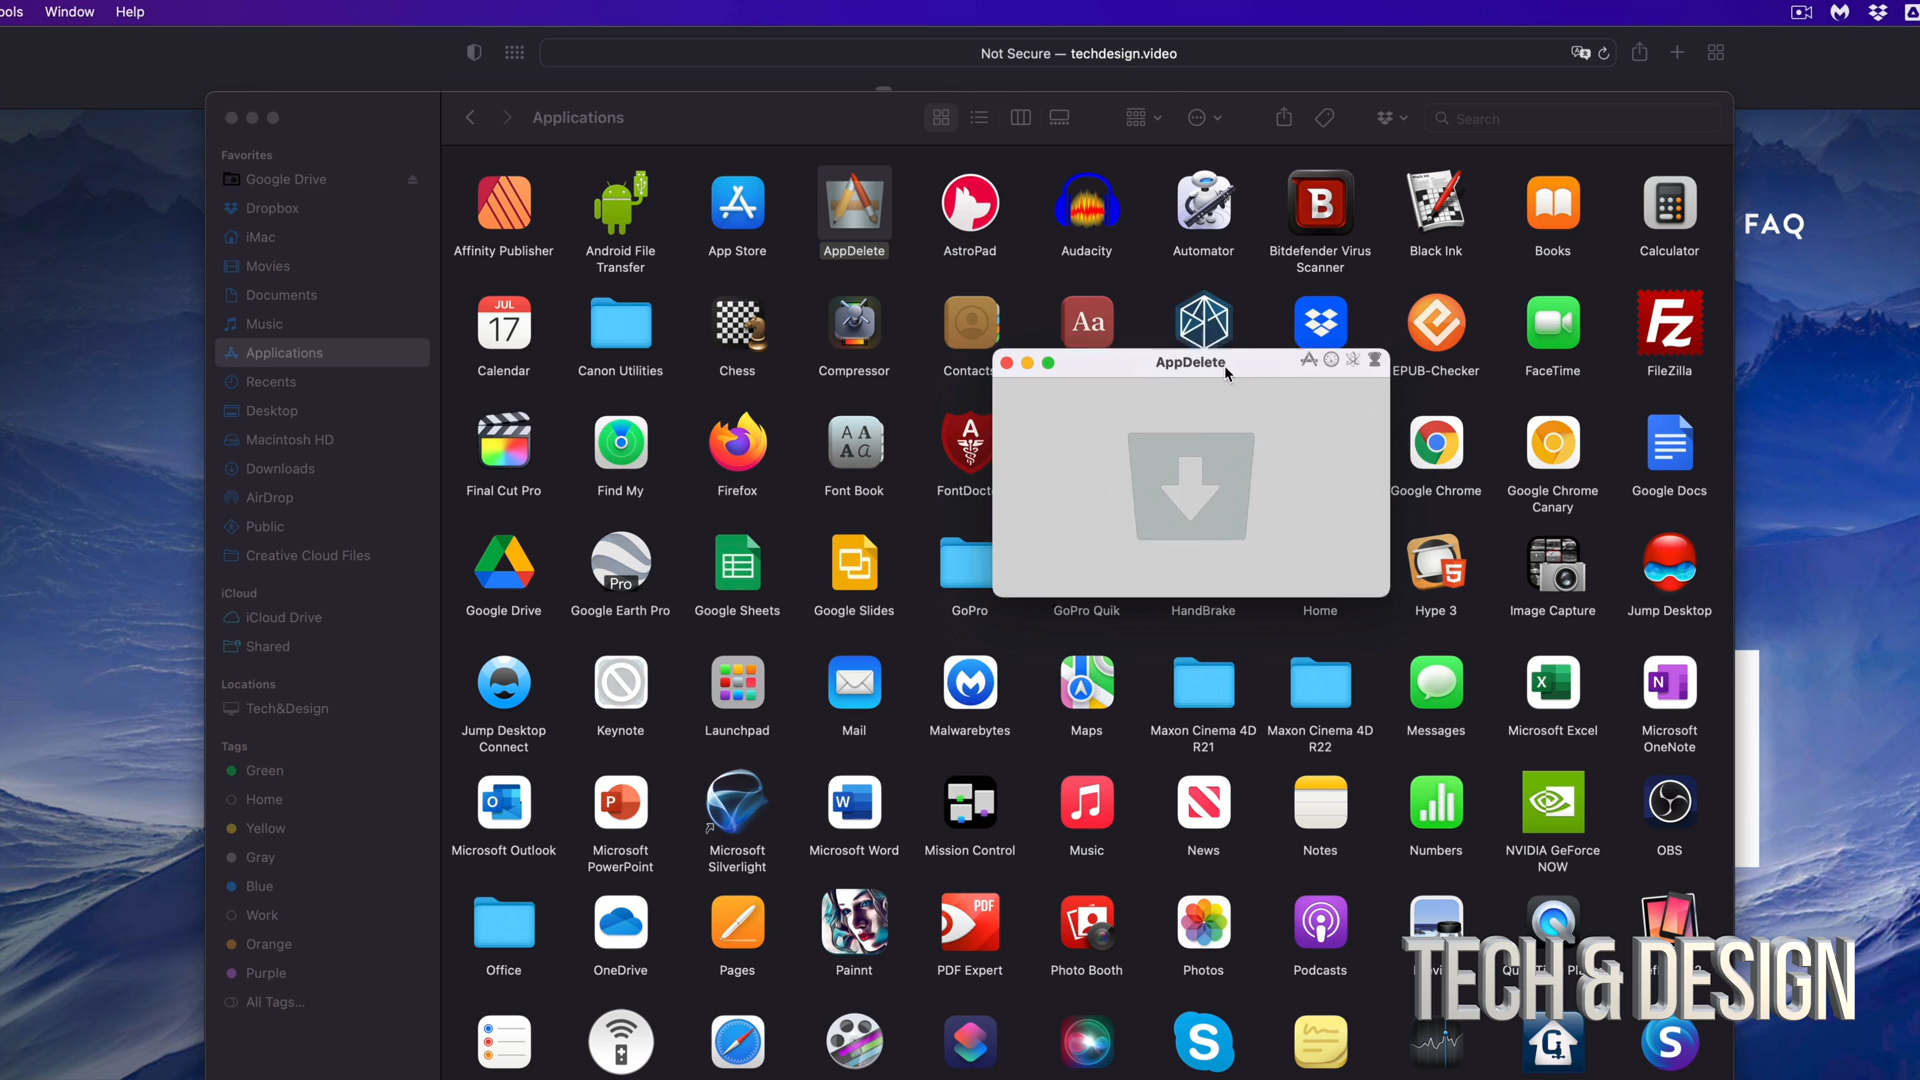 ools Window Help
Not Secure — techdesign.video
Applications
Search
FAQ
Favorites
Google Drive
Dropbox
iMac
Movies
Documents
Music
Applications
Recents
Desktop
Macintosh HD
Downloads
AirDrop
Public
Creative Cloud Files
iCloud
iCloud Drive
Shared
Locations
Tech&Design
Tags
Green
Home
Yellow
Gray
Blue
Work
Orange
Purple
All Tags...
Affinity Publisher
Android File
Transfer
App Store
AppDelete
AstroPad
Audacity
Automator
B
Bitdefender Virus
Scanner
Black Ink
Books
Calculator
JUL
17
Calendar
Canon Utilities
Chess
Compressor
Contacts
Aa
EPUB-Checker
FaceTime
Fz
FileZilla
AppDelete
Final Cut Pro
Find My
Firefox
A A
A a
Font Book
A
FontDoct
Google Chrome
Google Chrome
Canary
Google Docs
Google Drive
Pro
Google Earth Pro
Google Sheets
Google Slides
GoPro
GoPro Quik
HandBrake
Home
5
Hype 3
Image Capture
Jump Desktop
Jump Desktop
Connect
Keynote
Launchpad
Mail
Malwarebytes
Maps
Maxon Cinema 4D
R21
Maxon Cinema 4D
R22
Messages
X
Microsoft Excel
N
Microsoft
OneNote
O
Microsoft Outlook
P
Microsoft
PowerPoint
Microsoft
Silverlight
W
Microsoft Word
Mission Control
Music
News
Notes
Numbers
NVIDIA GeForce
NOW
OBS
Office
OneDrive
Pages
Painnt
PDF
PDF Expert
Photo Booth
Photos
Podcasts
TECH & DESIGN
S
G
S